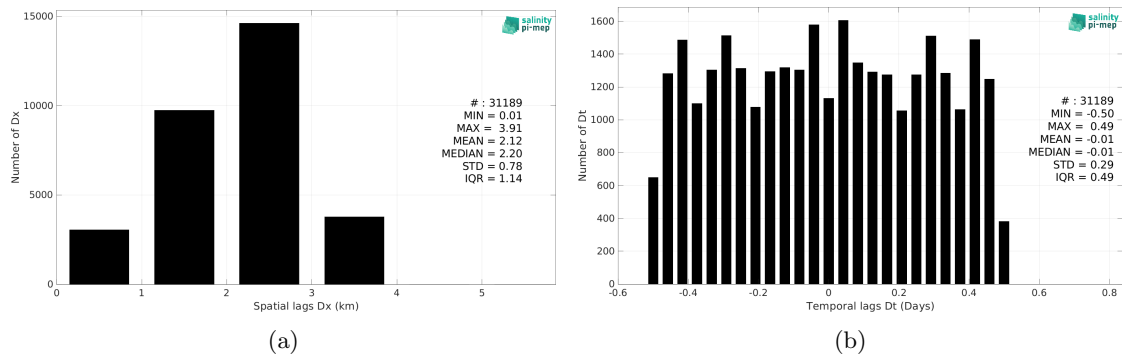 15000
10000
5000
0
Number of Dx
0 1 2 3 4 5
Spatial lags Dx (km)
salinity
pi-mep
# : 31189
MIN = 0.01
MAX = 3.91
MEAN = 2.12
MEDIAN = 2.20
STD = 0.78
IQR = 1.14
(a)
1600
1400
1200
1000
800
600
400
200
0
Number of Dt
-0.6 -0.4 -0.2 0 0.2 0.4 0.6 0.8
Temporal lags Dt (Days)
salinity
pi-mep
# : 31189
MIN = -0.50
MAX = 0.49
MEAN = -0.01
MEDIAN = -0.01
STD = 0.29
IQR = 0.49
(b)